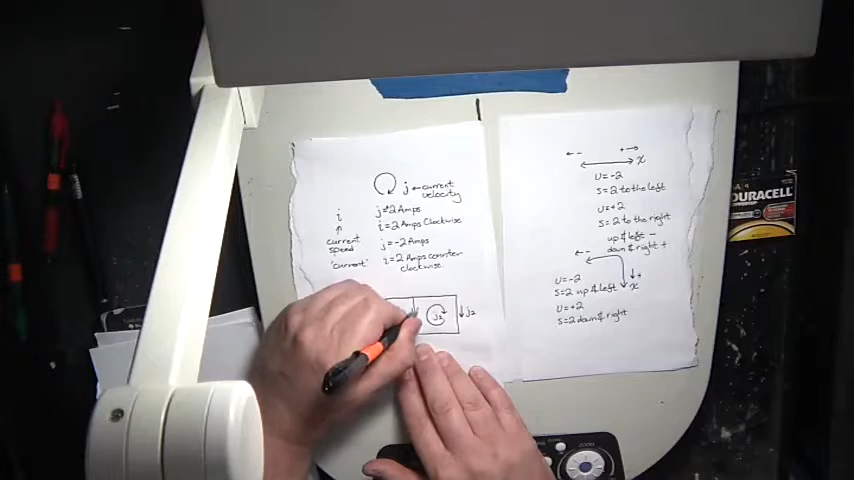 j ← current
velocity
j=+2 Amps
i i=2 Amps Clockwise
↑ j=-2 Amps
current
speed
"current"
i=2 Amps counter
clockwise.
j2 j2
← - + →
x
U=-2
S=2 to the left
U=+2
S=2 to the right
up & left -
down & right +
← -
↓ +
x
U=-2
S=2 up & left
U=+2
S=2 down & right
DURACELL
ZOOM